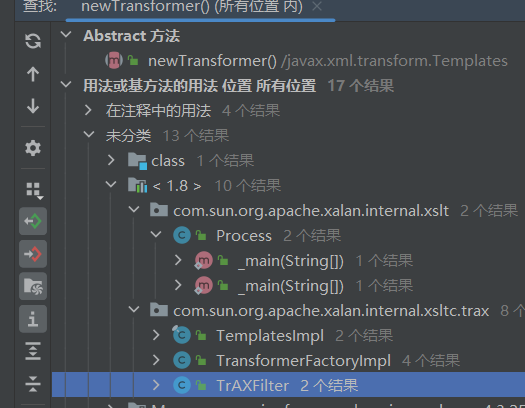 查找: newTransformer() (所有位置 内)
Abstract 方法
newTransformer() /javax.xml.transform.Templates
用法或基方法的用法 位置 所有位置 17 个结果
在注释中的用法 4 个结果
未分类 13 个结果
class 1 个结果
< 1.8 > 10 个结果
com.sun.org.apache.xalan.internal.xslt 2 个结果
Process 2 个结果
_main(String[]) 1 个结果
_main(String[]) 1 个结果
com.sun.org.apache.xalan.internal.xsltc.trax 8 个
TemplatesImpl 2 个结果
TransformerFactoryImpl 4 个结果
TrAXFilter 2 个结果